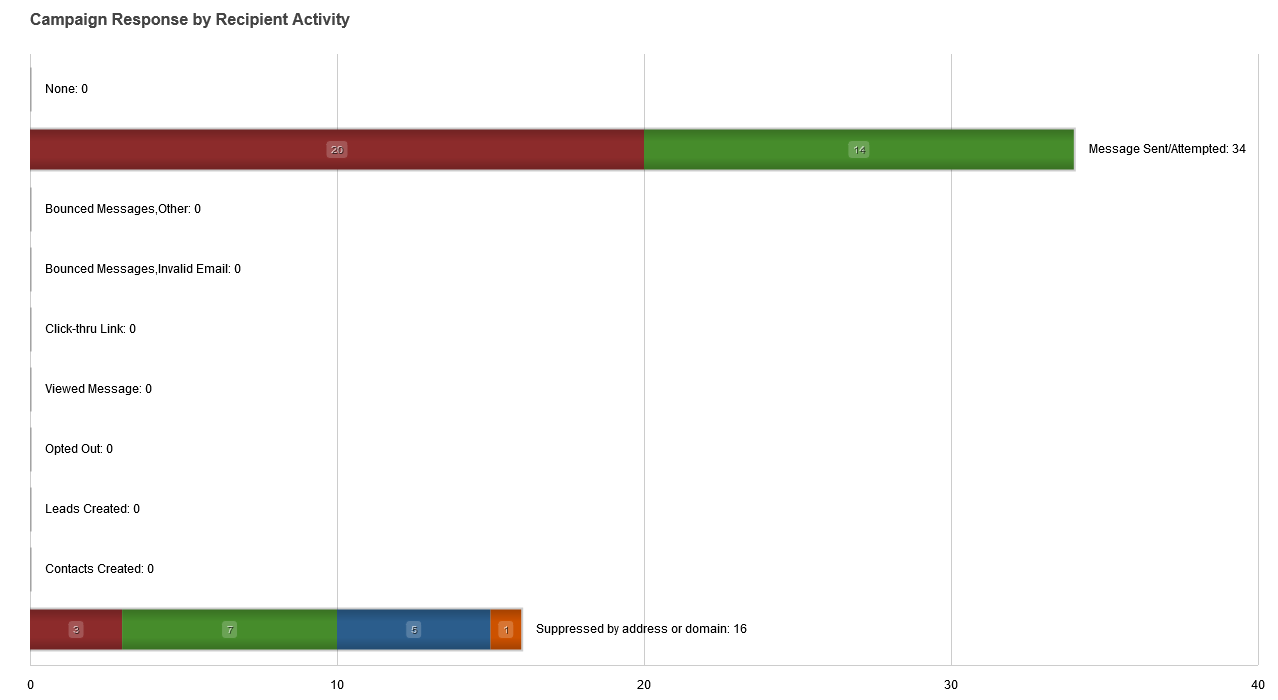 Campaign Response by Recipient Activity
None: 0
20 14 Message Sent/Attempted: 34
Bounced Messages,Other: 0
Bounced Messages,Invalid Email: 0
Click-thru Link: 0
Viewed Message: 0
Opted Out: 0
Leads Created: 0
Contacts Created: 0
3 7 5 1 Suppressed by address or domain: 16
0 10 20 30 40